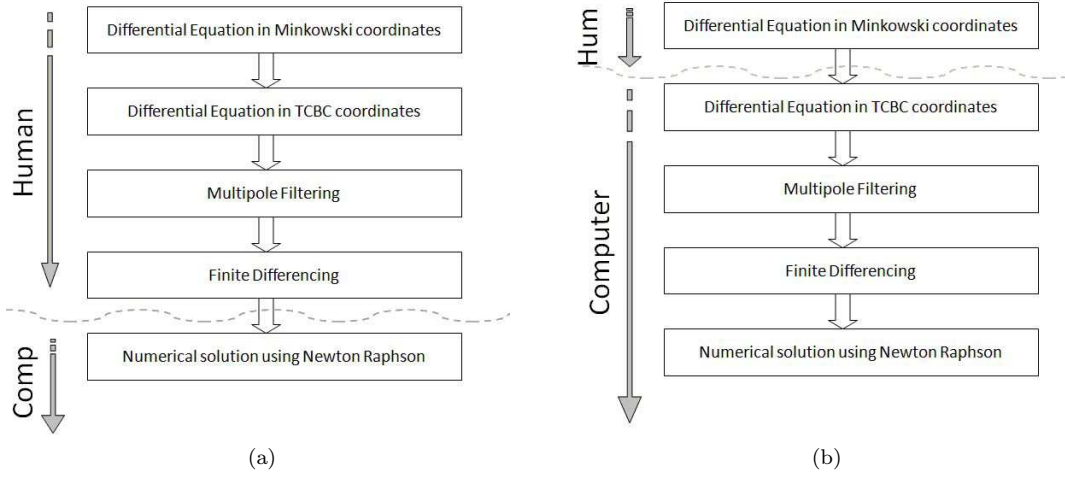 Human
Comp
Differential Equation in Minkowski coordinates
Differential Equation in TCBC coordinates
Multipole Filtering
Finite Differencing
Numerical solution using Newton Raphson
(a)
Hum
Computer
Differential Equation in Minkowski coordinates
Differential Equation in TCBC coordinates
Multipole Filtering
Finite Differencing
Numerical solution using Newton Raphson
(b)